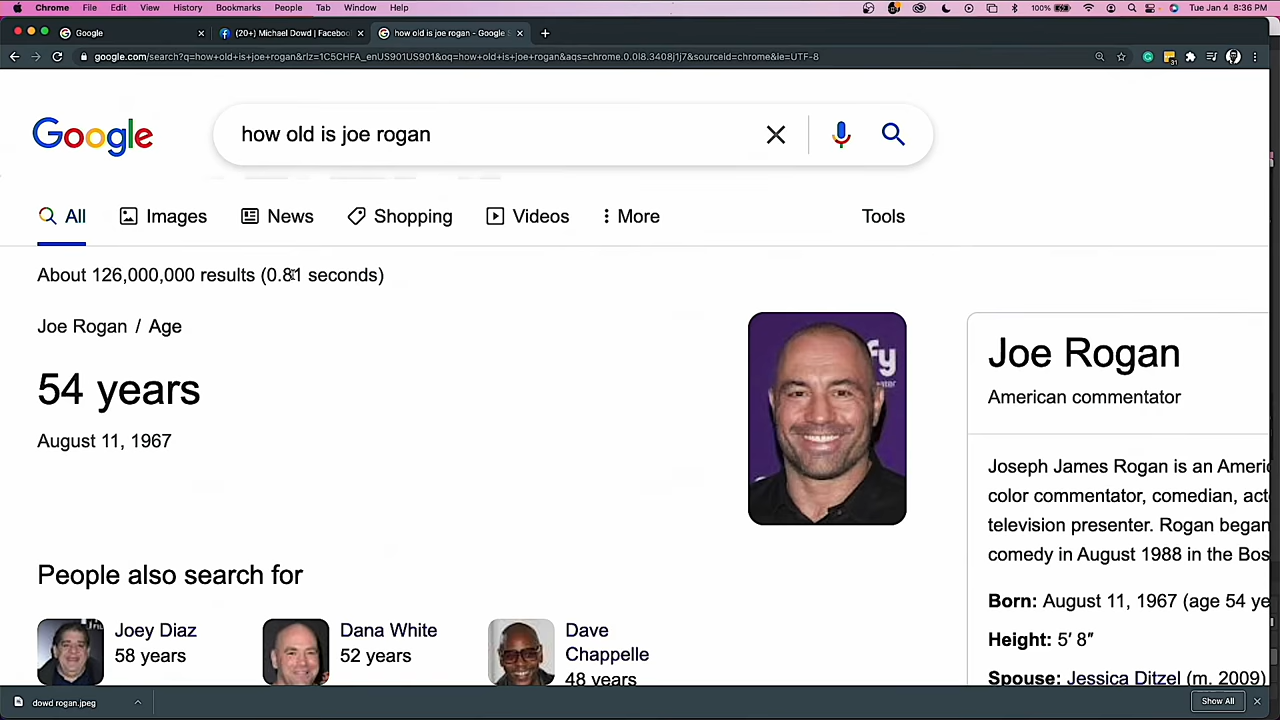 Chrome File Edit View History Bookmarks People Tab Window Help 100% Tue Jan 4 8:36 PM
Google (20+) Michael Dowd | Faceboo how old is joe rogan - Google S
google.com/search?q=how+old+is+joe+rogan&rlz=1C5CHFA_enUS901US901&oq=how+old+is+joe+rogan&aqs=chrome.0.0l8.3408j1j7&sourceid=chrome&ie=UTF-8
Google how old is joe rogan
All Images News Shopping Videos More Tools
About 126,000,000 results (0.81 seconds)
Joe Rogan / Age
54 years
August 11, 1967
fy
eater
Joe Rogan
American commentator
Joseph James Rogan is an Americ
color commentator, comedian, act
television presenter. Rogan began
comedy in August 1988 in the Bos
Born: August 11, 1967 (age 54 ye
Height: 5′ 8″
Spouse: Jessica Ditzel (m. 2009)
People also search for
Joey Diaz
58 years
Dana White
52 years
Dave
Chappelle
48 years
dowd rogan.jpeg Show All